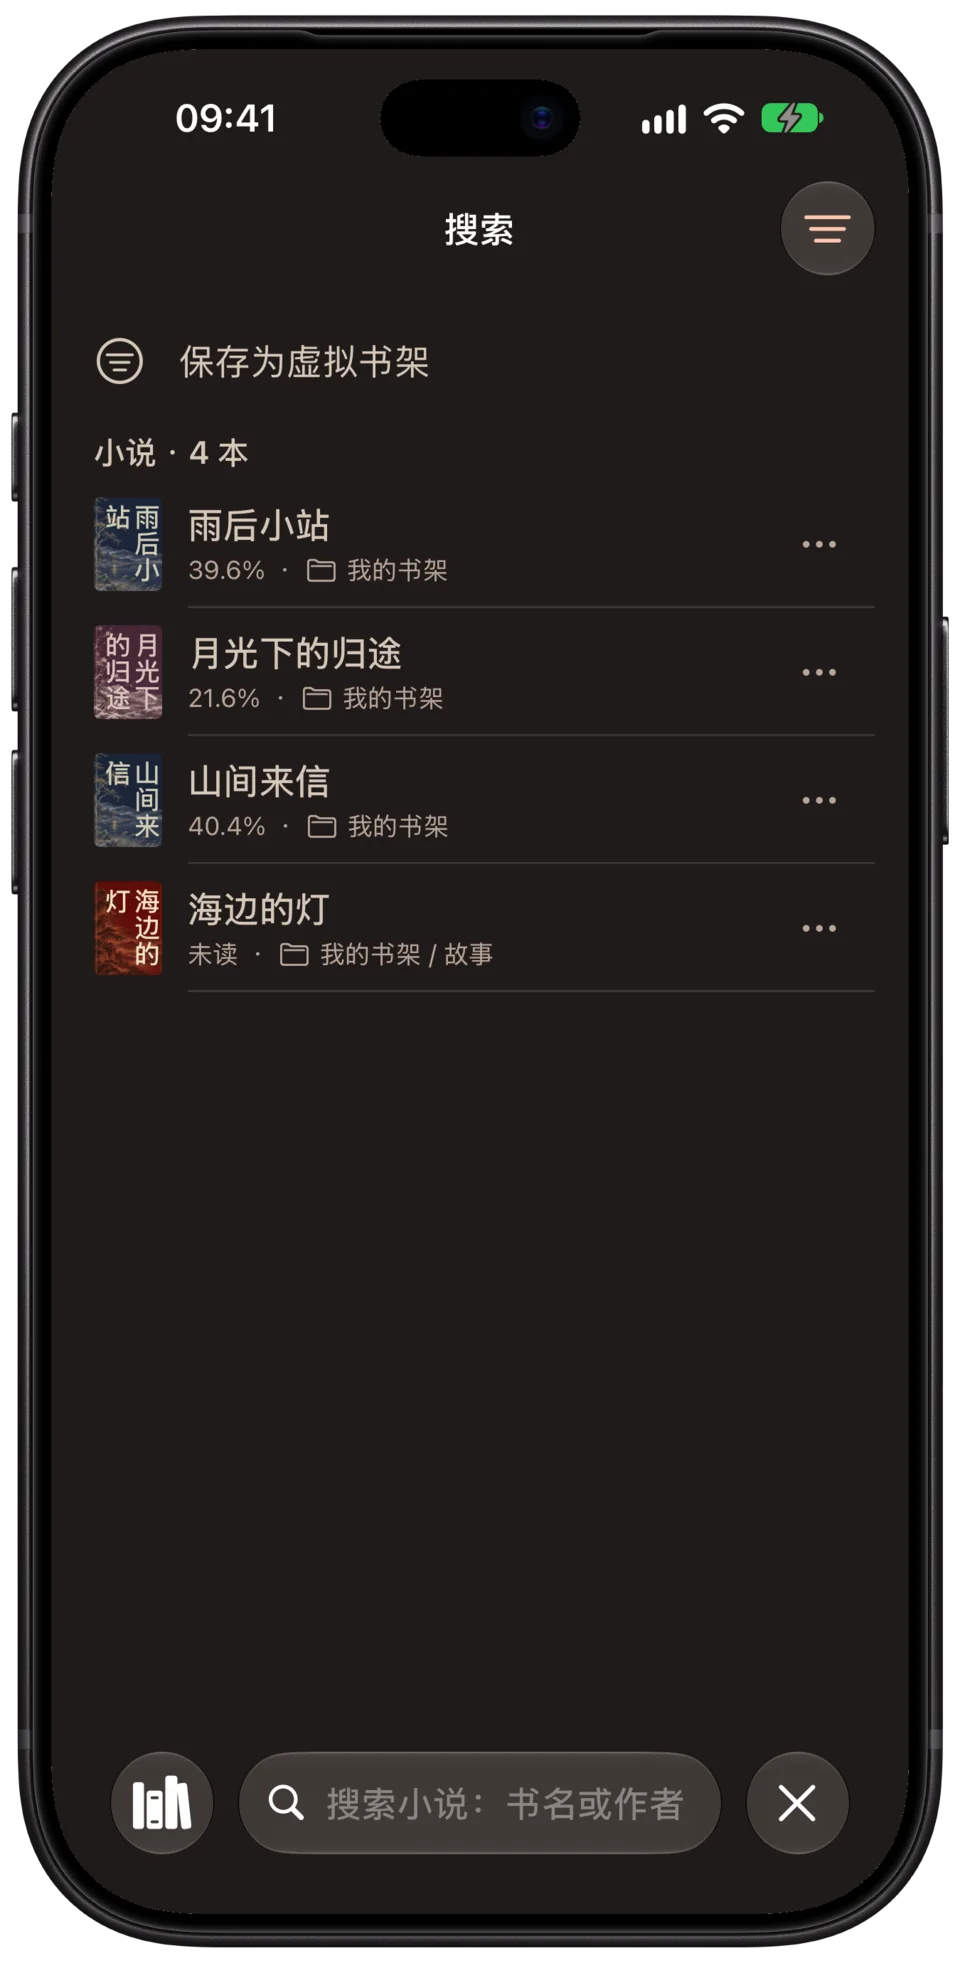 09:41
搜索
保存为虚拟书架
小说 · 4 本
雨后小站
雨后小站
39.6% · 我的书架
月光下的归途
月光下的归途
21.6% · 我的书架
山间来信
山间来信
40.4% · 我的书架
海边的灯
海边的灯
未读 · 我的书架 / 故事
搜索小说：书名或作者